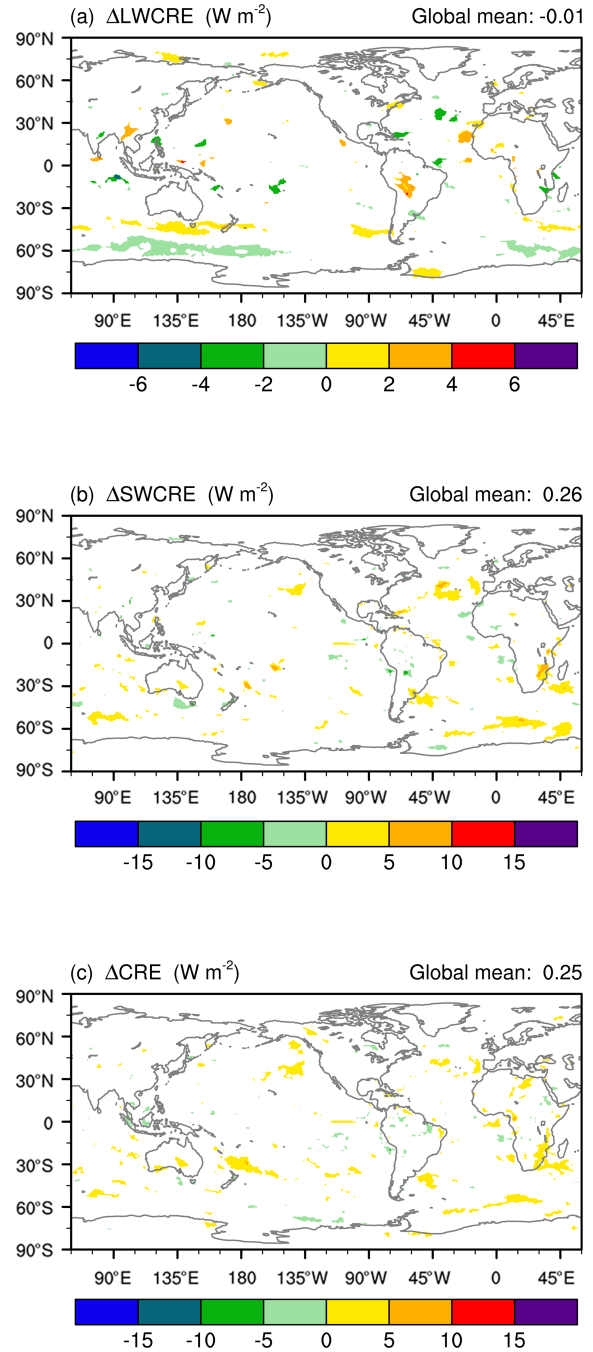 (a) ΔLWCRE (W m-2) Global mean: -0.01
90°N
60°N
30°N
0
30°S
60°S
90°S
90°E 135°E 180 135°W 90°W 45°W 0 45°E
-6 -4 -2 0 2 4 6
(b) ΔSWCRE (W m-2) Global mean: 0.26
90°N
60°N
30°N
0
30°S
60°S
90°S
90°E 135°E 180 135°W 90°W 45°W 0 45°E
-15 -10 -5 0 5 10 15
(c) ΔCRE (W m-2) Global mean: 0.25
90°N
60°N
30°N
0
30°S
60°S
90°S
90°E 135°E 180 135°W 90°W 45°W 0 45°E
-15 -10 -5 0 5 10 15